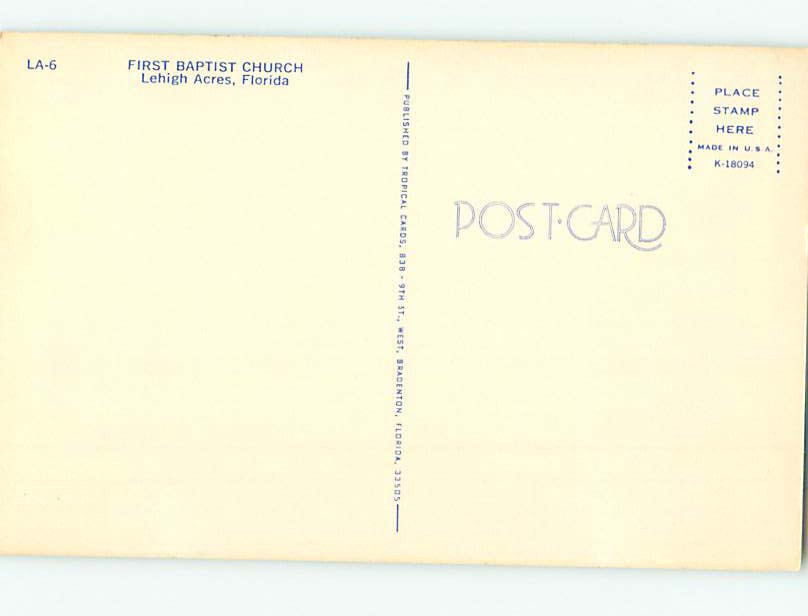 LA-6
FIRST BAPTIST CHURCH
Lehigh Acres, Florida
PUBLISHED BY TROPICAL CARDS, 838 - 9TH ST., WEST, BRADENTON, FLORIDA, 33505
PLACE
STAMP
HERE
MADE IN U.S.A.
K-18094
POST-CARD